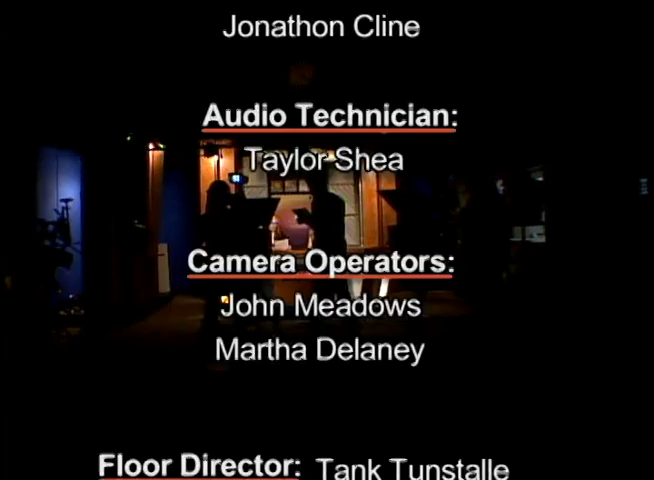 Jonathon Cline
Audio Technician:
Taylor Shea
Camera Operators:
John Meadows
Martha Delaney
Floor Director: Tank Tunstalle